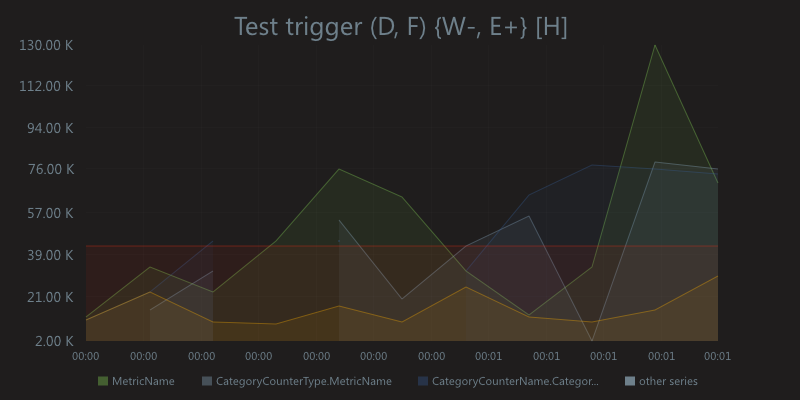 Test trigger (D, F) {W-, E+} [H]
130.00 K
112.00 K
94.00 K
76.00 K
57.00 K
39.00 K
21.00 K
2.00 K
00:00 00:00 00:00 00:00 00:00 00:00 00:00 00:01 00:01 00:01 00:01 00:01
MetricName CategoryCounterType.MetricName CategoryCounterName.Categor... other series